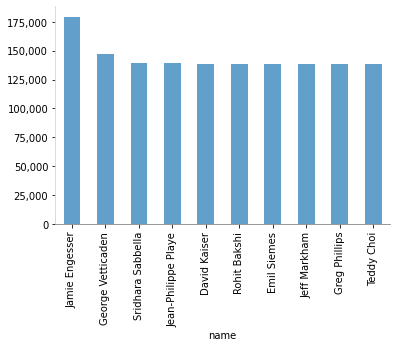 175,000
150,000
125,000
100,000
75,000
50,000
25,000
0
Jamie Engesser
George Vetticaden
Sridhara Sabbella
Jean-Philippe Playe
David Kaiser
Rohit Bakshi
Emil Siemes
Jeff Markham
Greg Phillips
Teddy Choi
name